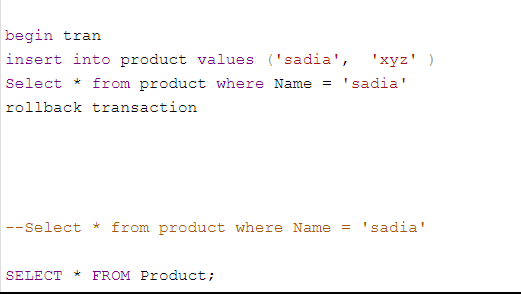 begin tran
insert into product values ('sadia',  'xyz' )
Select * from product where Name = 'sadia'
rollback transaction
--Select * from product where Name = 'sadia'
SELECT * FROM Product;